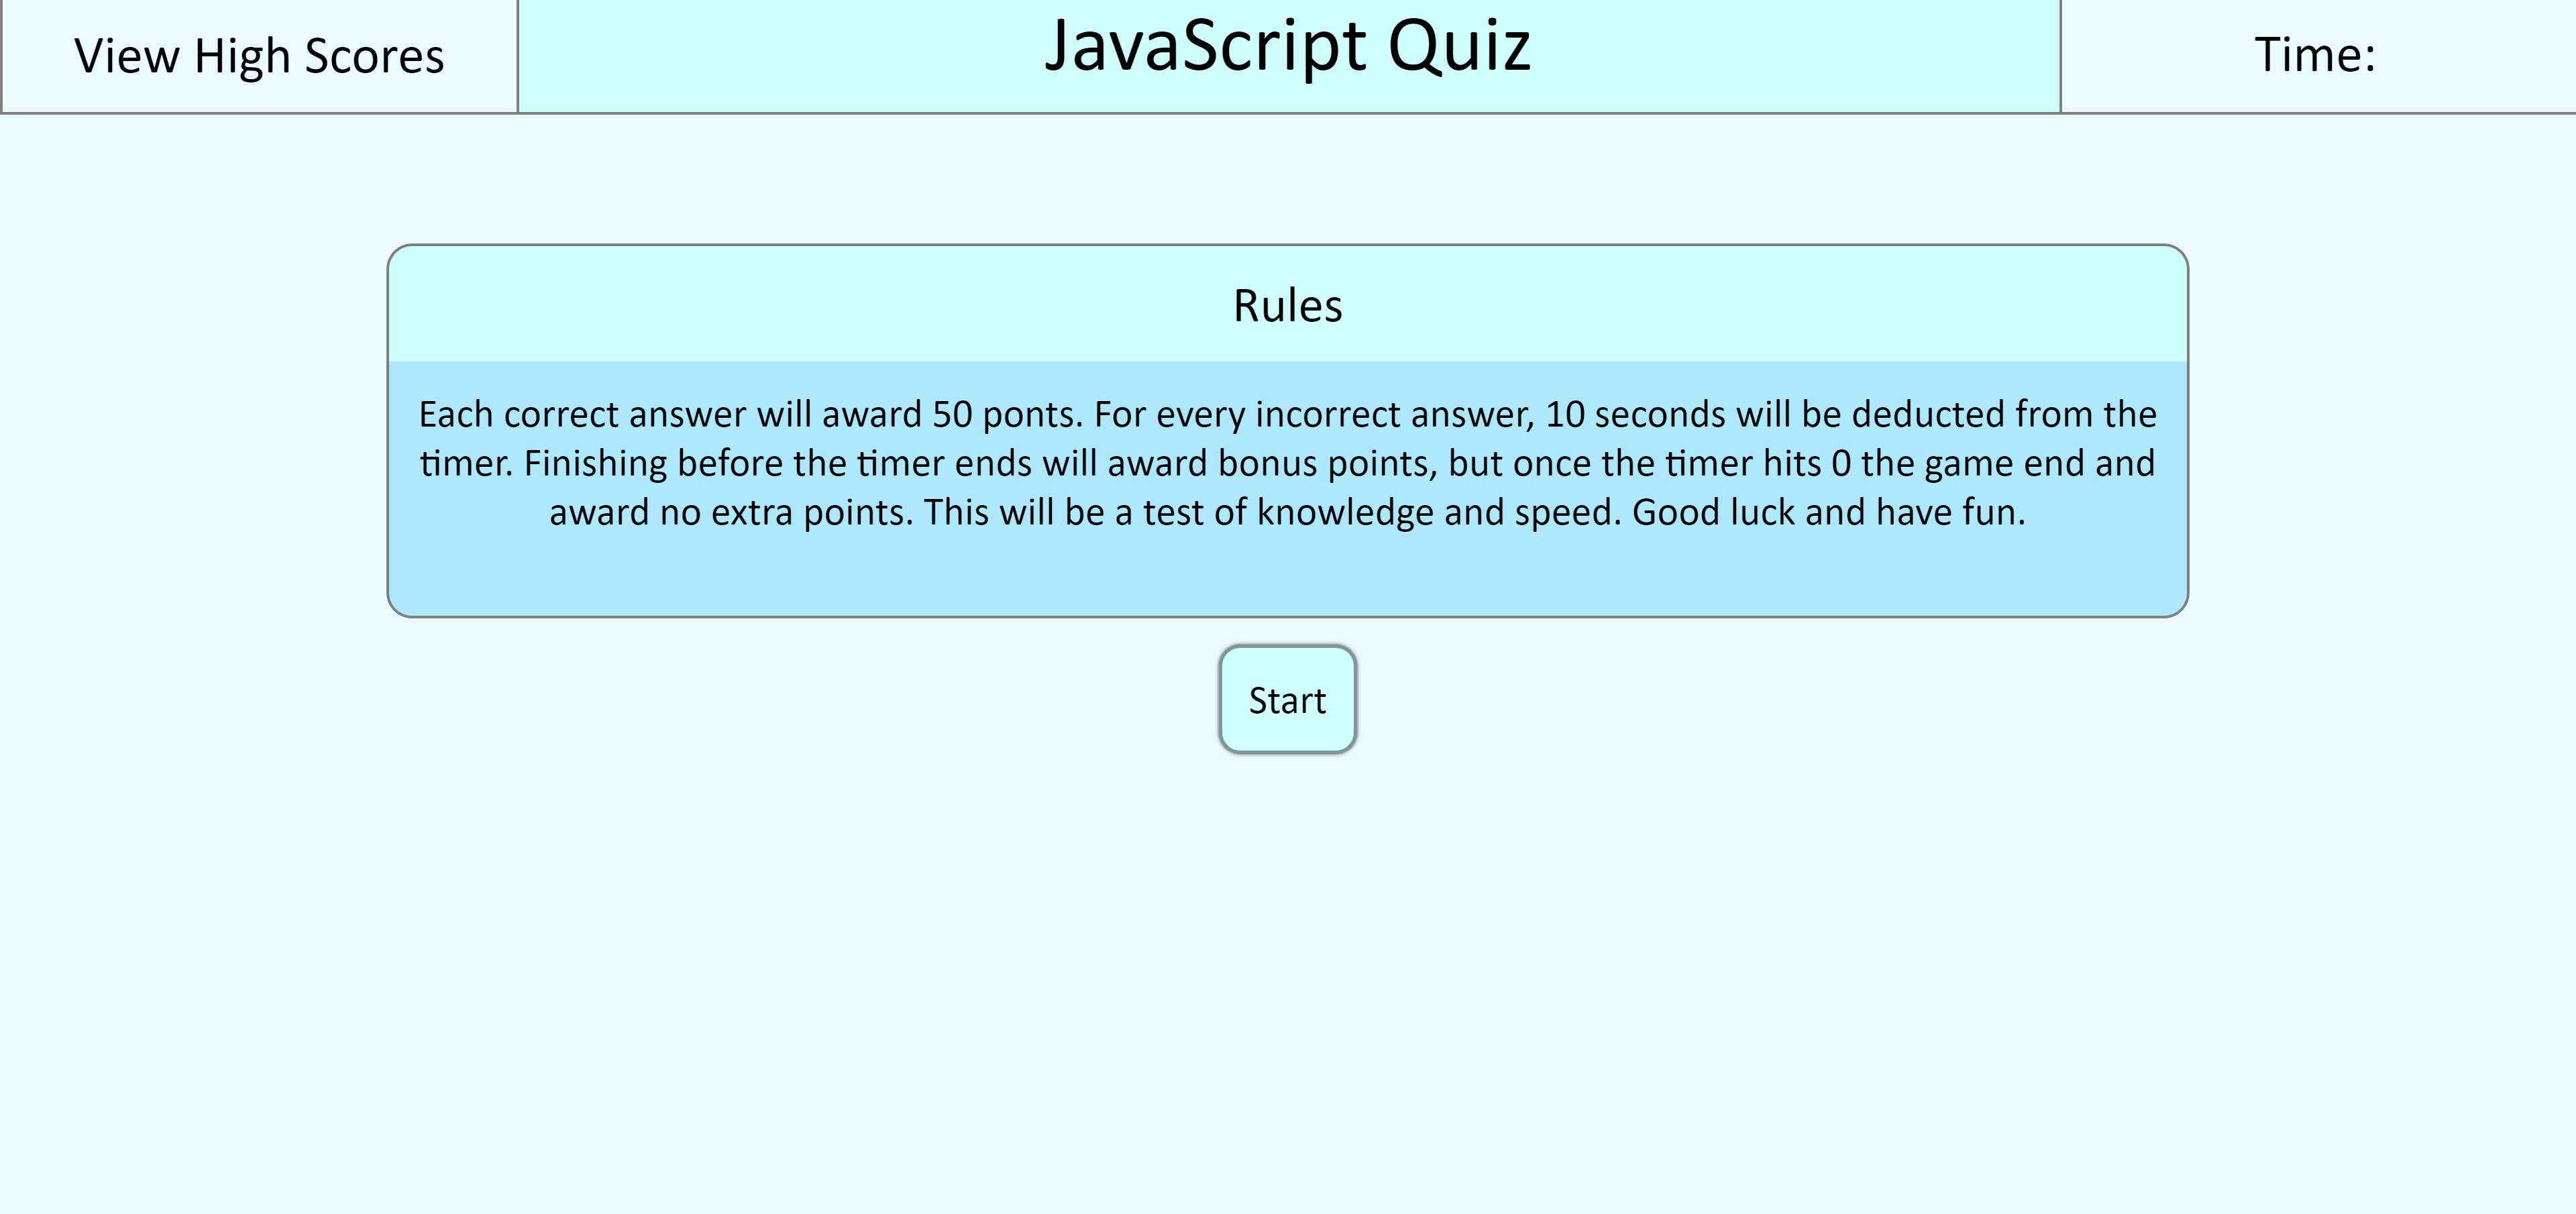 View High Scores
JavaScript Quiz
Time:
Rules
Each correct answer will award 50 ponts. For every incorrect answer, 10 seconds will be deducted from the
timer. Finishing before the timer ends will award bonus points, but once the timer hits 0 the game end and
award no extra points. This will be a test of knowledge and speed. Good luck and have fun.
Start